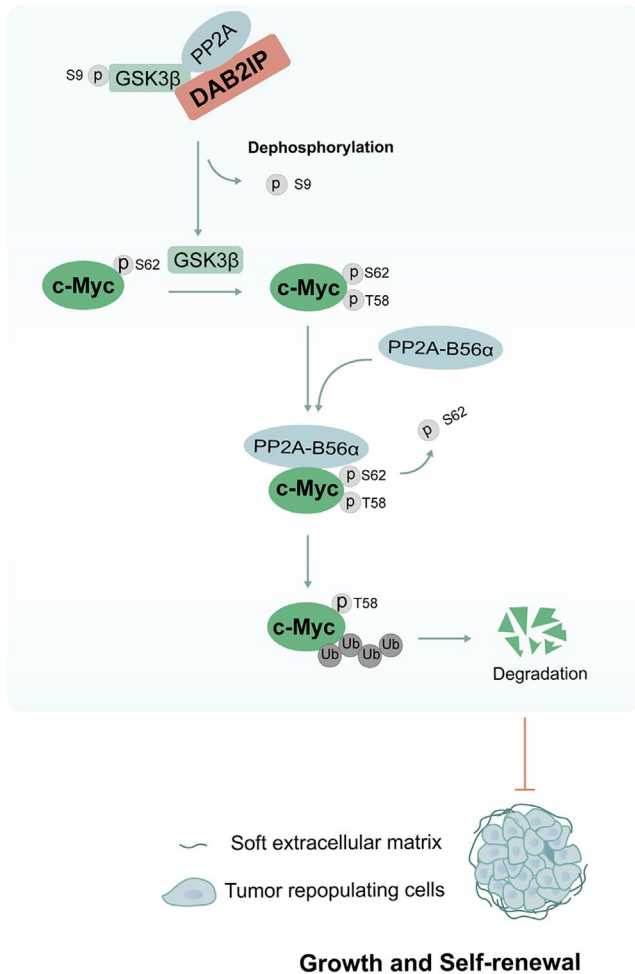 PP2A
S9 p GSK3β
DAB2IP
Dephosphorylation
p S9
c-Myc p S62
GSK3β
c-Myc p S62
p T58
PP2A-B56α
p S62
PP2A-B56α
c-Myc p S62
p T58
c-Myc p T58
Ub Ub Ub Ub
Degradation
Soft extracellular matrix
Tumor repopulating cells
Growth and Self-renewal